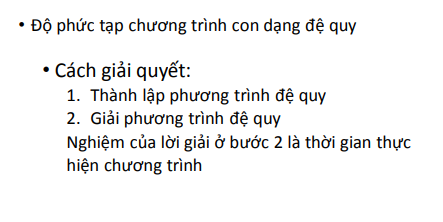 • Độ phức tạp chương trình con dạng đệ quy
• Cách giải quyết:
1. Thành lập phương trình đệ quy
2. Giải phương trình đệ quy
Nghiệm của lời giải ở bước 2 là thời gian thực
hiện chương trình